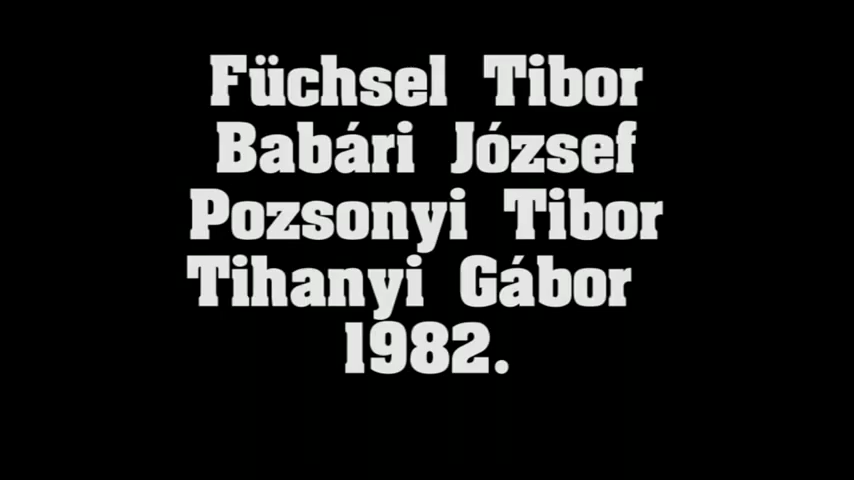 Füchsel Tibor
Babári József
Pozsonyi Tibor
Tihanyi Gábor
1982.